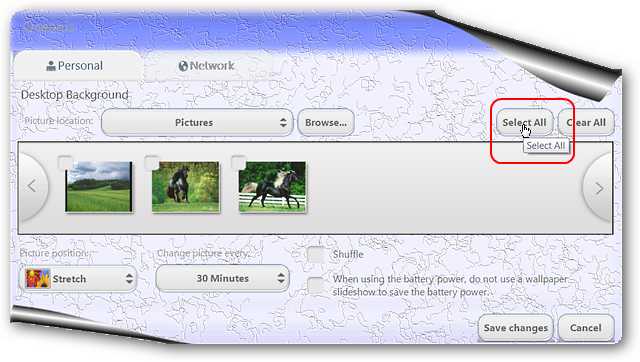 Personal
Network
Desktop Background
Picture location:
Pictures
Browse...
Select All
Clear All
Select All
Picture position:
Change picture every:
Shuffle
Stretch
30 Minutes
When using the battery power, do not use a wallpaper
slideshow to save the battery power.
Save changes
Cancel